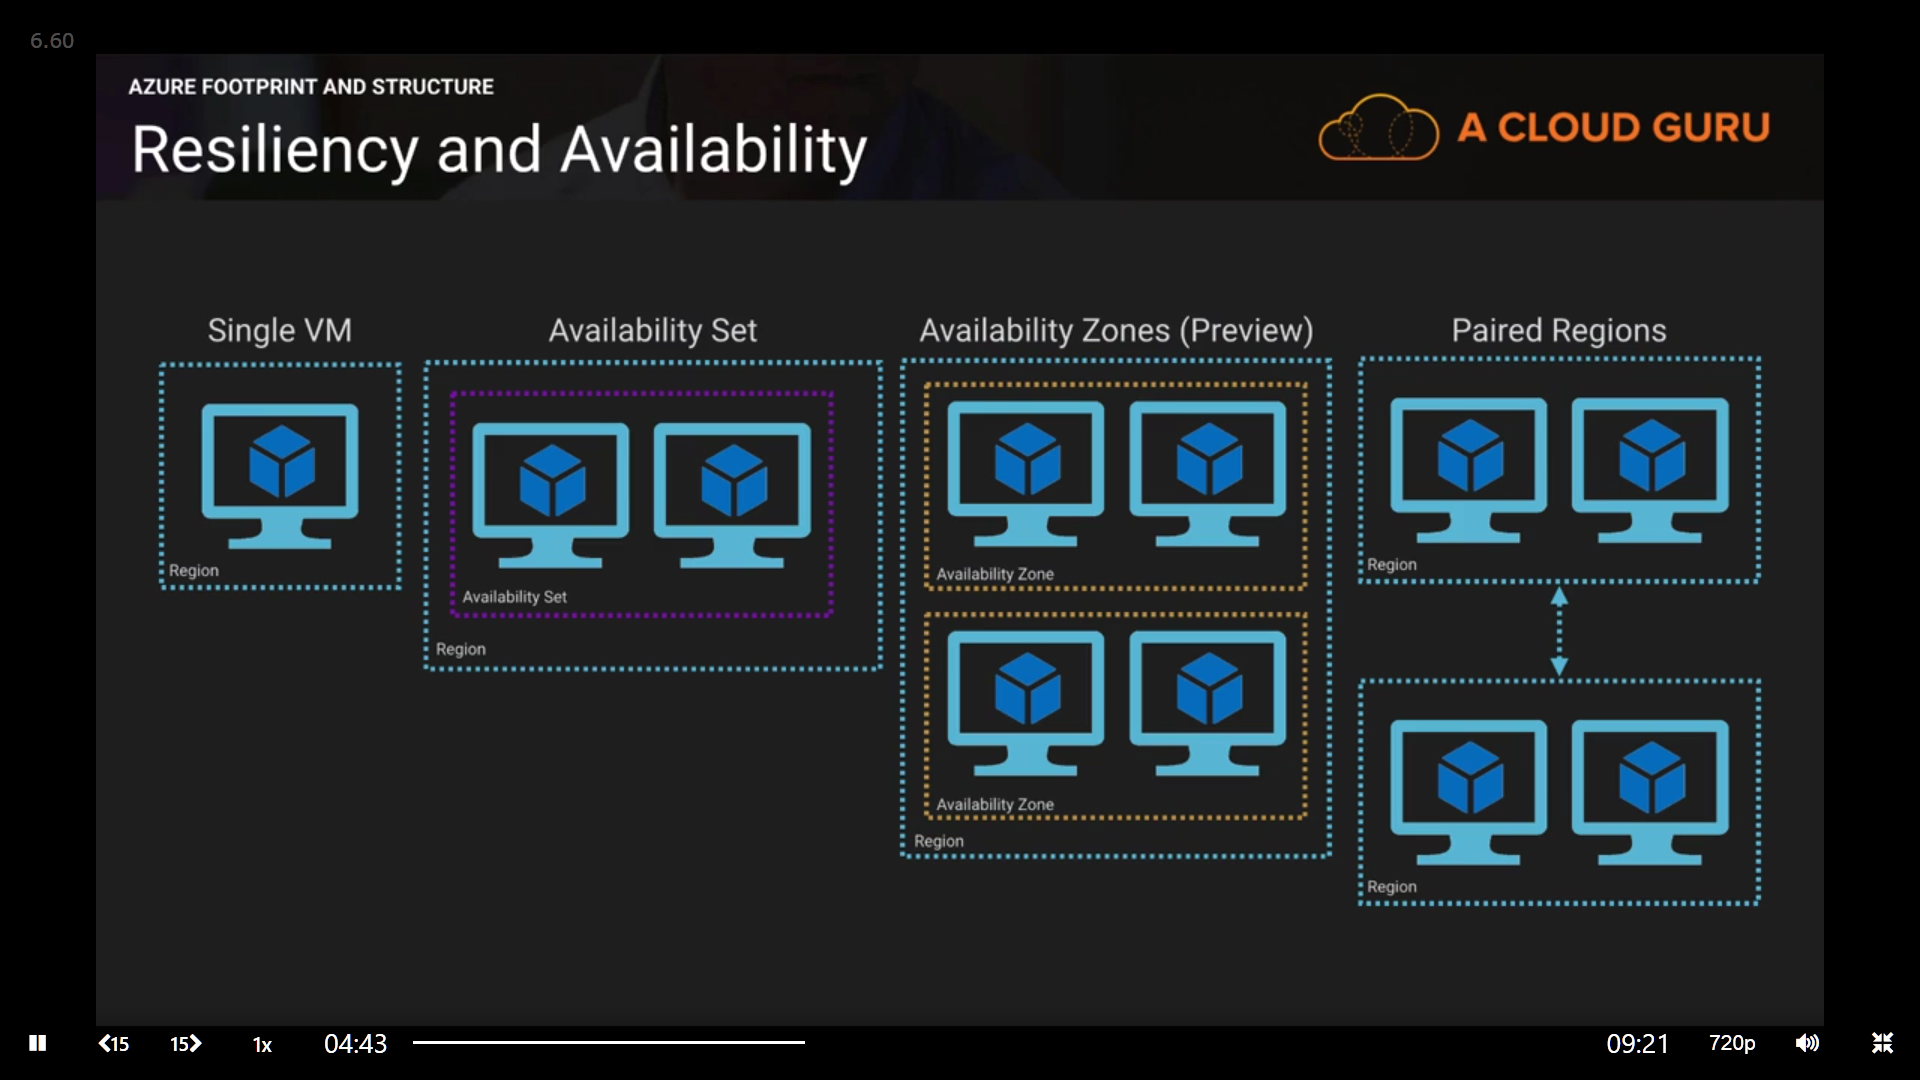 6.60
AZURE FOOTPRINT AND STRUCTURE
Resiliency and Availability
A CLOUD GURU
Single VM
Region
Availability Set
Availability Set
Region
Availability Zones (Preview)
Availability Zone
Availability Zone
Region
Paired Regions
Region
Region
15
15
1x
04:43
09:21
720p